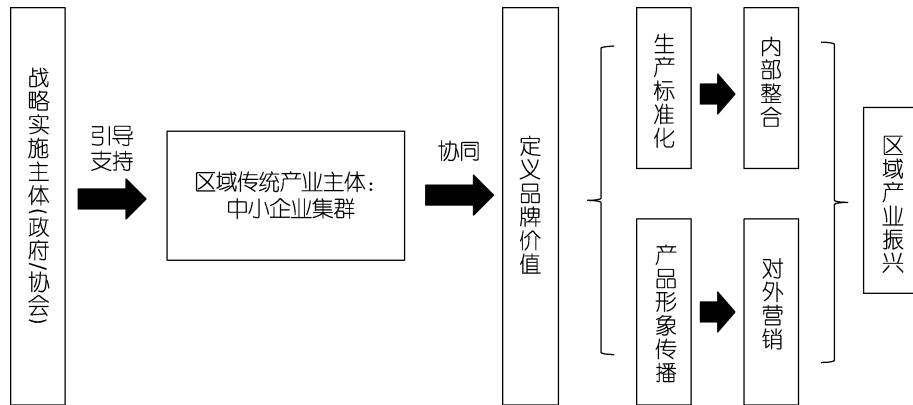 战略实施主体(政府/协会)
引导
支持
区域传统产业主体：
中小企业集群
协同
定义品牌价值
生产标准化
内部整合
产品形象传播
对外营销
区域产业振兴